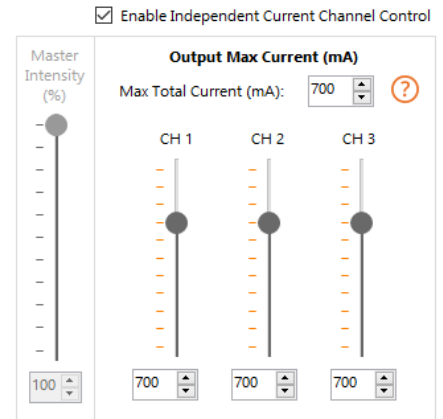 Enable Independent Current Channel Control
Master
Intensity
(%)
100
Output Max Current (mA)
Max Total Current (mA): 700 ?
CH 1 CH 2 CH 3
700 700 700